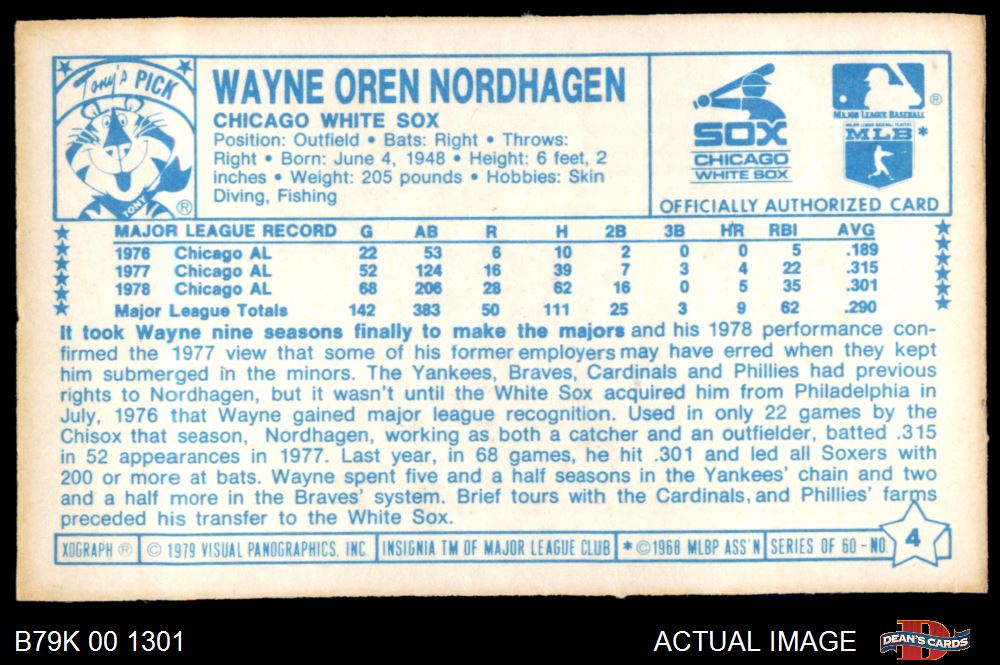 Tony's PICK
TONY ®
WAYNE OREN NORDHAGEN
CHICAGO WHITE SOX
Position: Outfield • Bats: Right • Throws:
Right • Born: June 4, 1948 • Height: 6 feet, 2
inches • Weight: 205 pounds • Hobbies: Skin
Diving, Fishing
SOX
CHICAGO
WHITE SOX
®
MAJOR LEAGUE BASEBALL
MAJOR LEAGUE BASEBALL PLAYERS
MLB *
OFFICIALLY AUTHORIZED CARD
MAJOR LEAGUE RECORD G AB R H 2B 3B HR RBI AVG
1976 Chicago AL 22 53 6 10 2 0 0 5 .189
1977 Chicago AL 52 124 16 39 7 3 4 22 .315
1978 Chicago AL 68 206 28 62 16 0 5 35 .301
Major League Totals 142 383 50 111 25 3 9 62 .290
It took Wayne nine seasons finally to make the majors and his 1978 performance con-
firmed the 1977 view that some of his former employers may have erred when they kept
him submerged in the minors. The Yankees, Braves, Cardinals and Phillies had previous
rights to Nordhagen, but it wasn't until the White Sox acquired him from Philadelphia in
July, 1976 that Wayne gained major league recognition. Used in only 22 games by the
Chisox that season, Nordhagen, working as both a catcher and an outfielder, batted .315
in 52 appearances in 1977. Last year, in 68 games, he hit .301 and led all Soxers with
200 or more at bats. Wayne spent five and a half seasons in the Yankees' chain and two
and a half more in the Braves' system. Brief tours with the Cardinals, and Phillies' farms
preceded his transfer to the White Sox.
XOGRAPH ® © 1979 VISUAL PANOGRAPHICS, INC. INSIGNIA TM OF MAJOR LEAGUE CLUB * © 1968 MLBP ASS'N SERIES OF 60 - NO. 4
B79K 00 1301 ACTUAL IMAGE DEAN'S CARDS